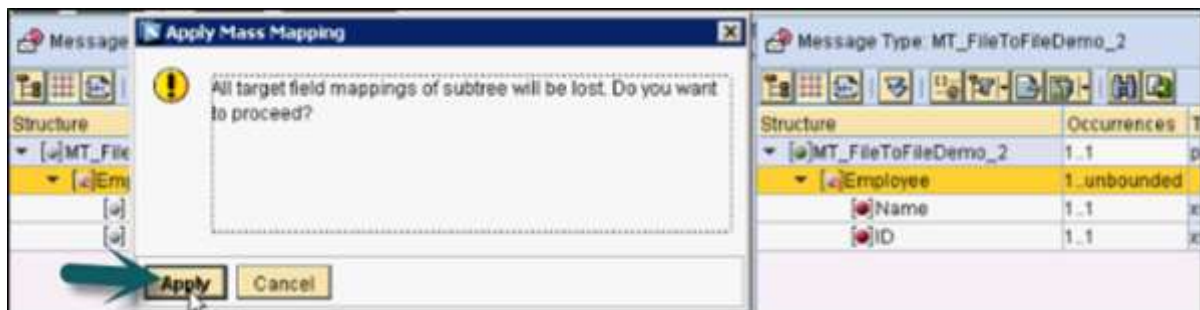 Message
Apply Mass Mapping
Message Type: MT_FileToFileDemo_2
All target field mappings of subtree will be lost. Do you want
to proceed?
Structure
Structure Occurrences
MT_File
MT_FileToFileDemo_2 1..1
Em
Employee 1..unbounded
Name 1..1
ID 1..1
Apply Cancel